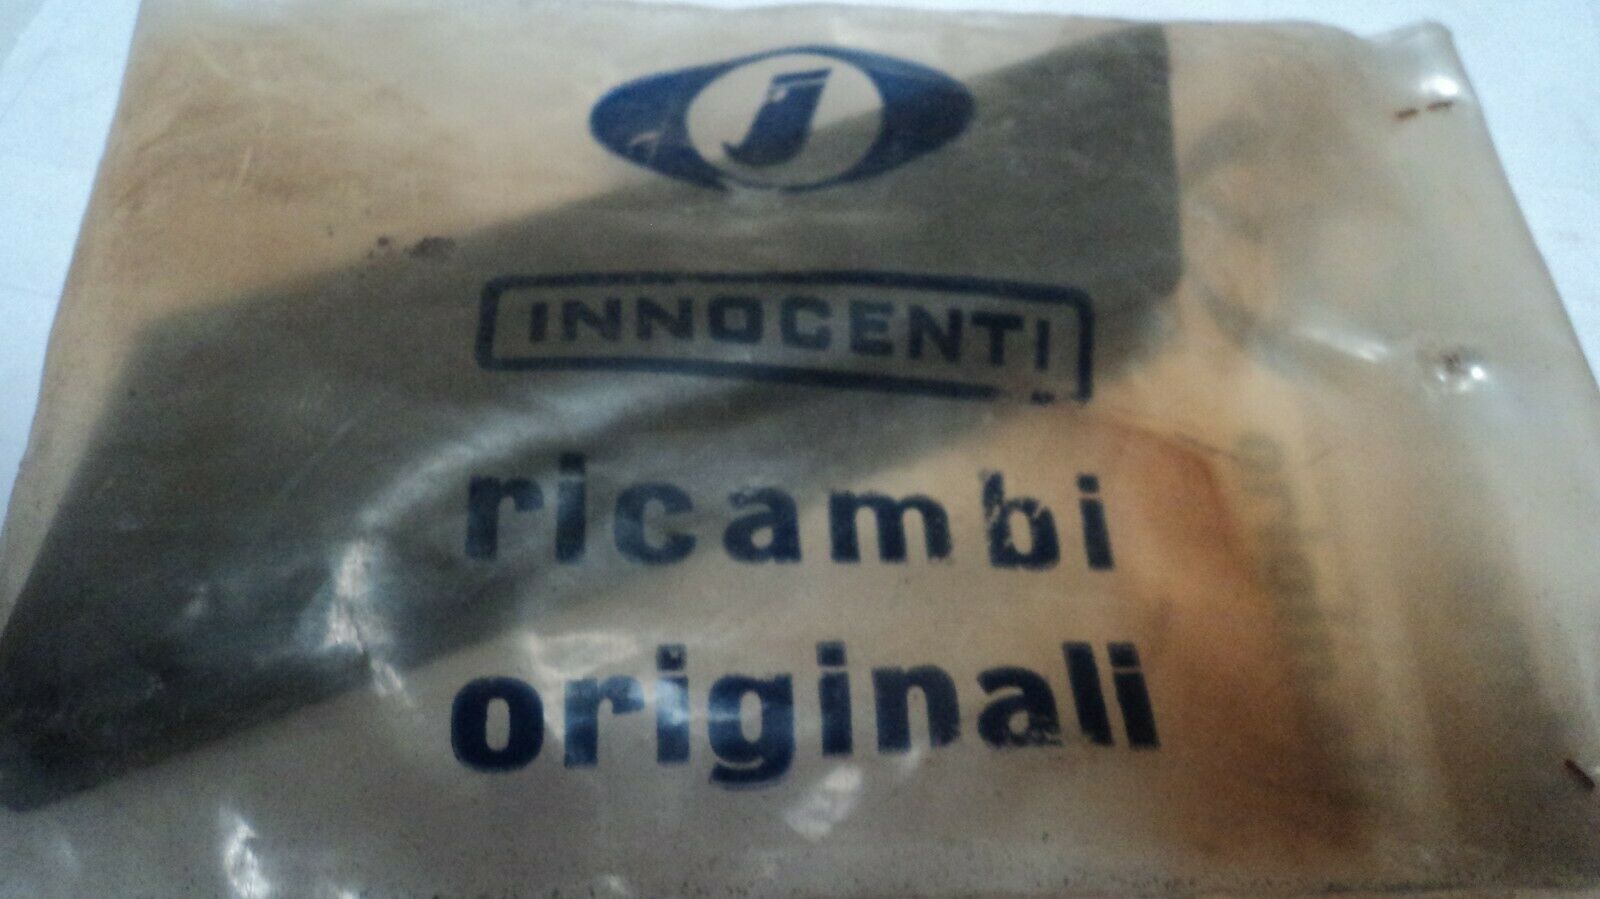 J
INNOCENTI
ricambi
originali